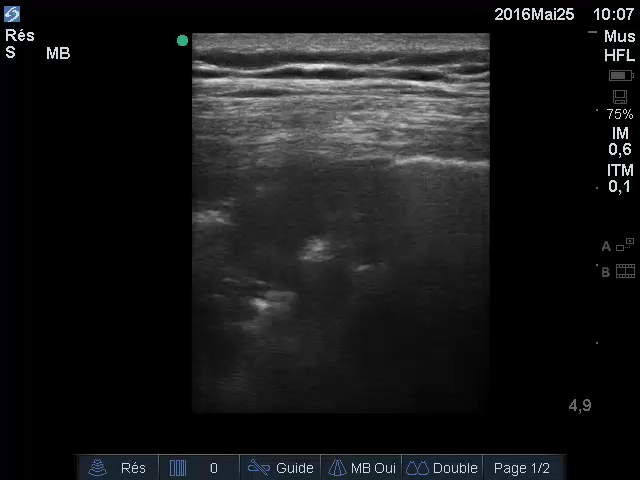 2016Mai25 10:07
Rés
S MB
Mus
HFL
75%
IM
0,6
ITM
0,1
A
B
4,9
Rés 0 Guide MB Oui Double Page 1/2